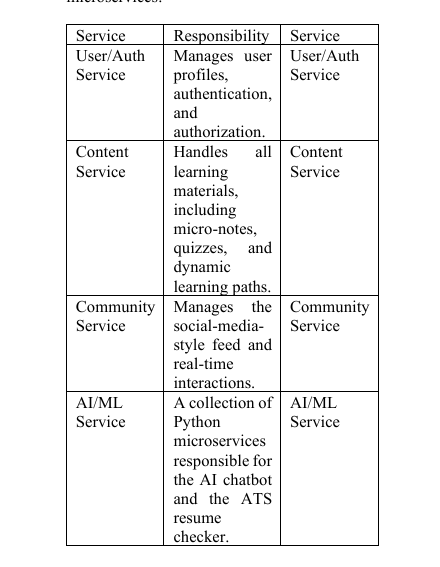 microservices.
Service Responsibility Service
User/Auth Manages user User/Auth
Service profiles, Service
authentication,
and
authorization.
Content Handles all Content
Service learning Service
materials,
including
micro-notes,
quizzes, and
dynamic
learning paths.
Community Manages the Community
Service social-media- Service
style feed and
real-time
interactions.
AI/ML A collection of AI/ML
Service Python Service
microservices
responsible for
the AI chatbot
and the ATS
resume
checker.